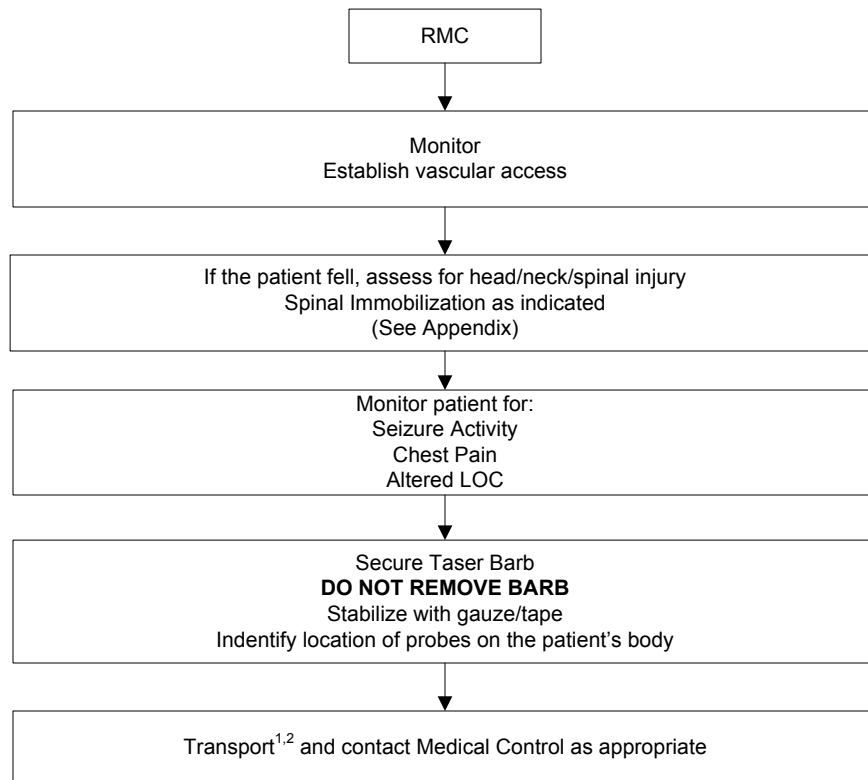 RMC
Monitor
Establish vascular access
If the patient fell, assess for head/neck/spinal injury
Spinal Immobilization as indicated
(See Appendix)
Monitor patient for:
Seizure Activity
Chest Pain
Altered LOC
Secure Taser Barb
DO NOT REMOVE BARB
Stabilize with gauze/tape
Indentify location of probes on the patient’s body
Transport1,2 and contact Medical Control as appropriate